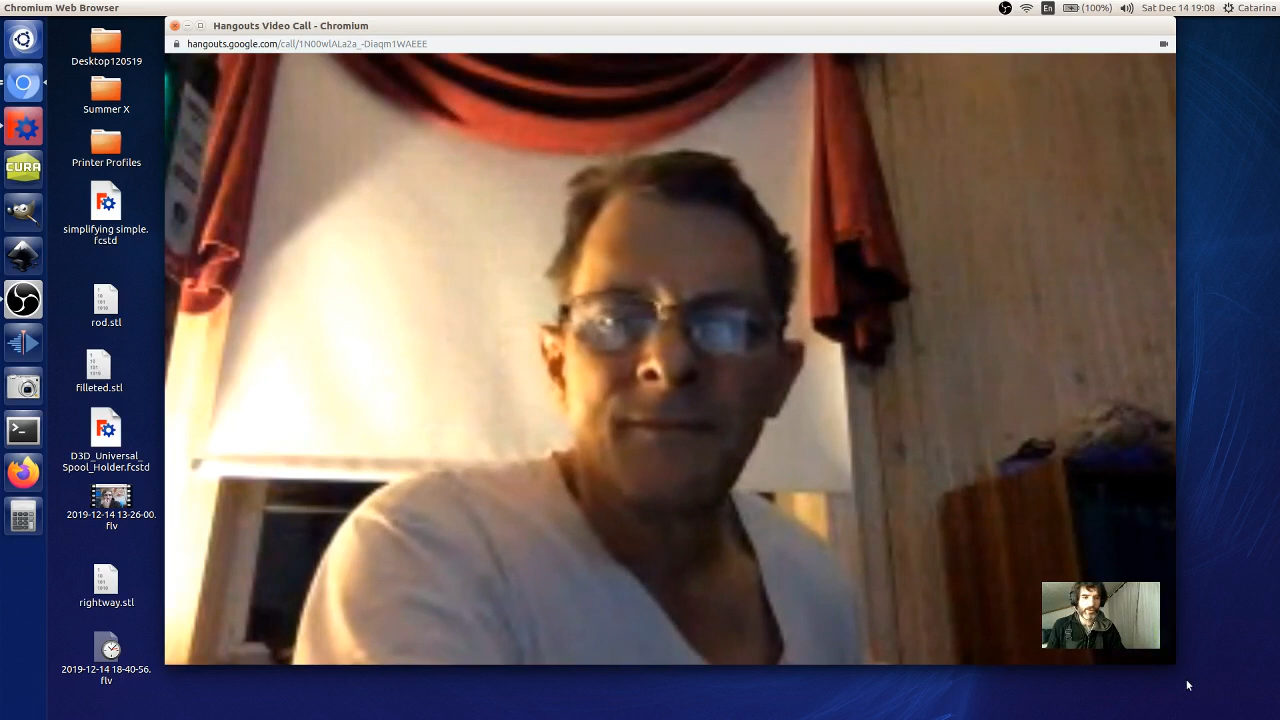 Chromium Web Browser
En
(100%)
Sat Dec 14 19:08
Catarina
Hangouts Video Call - Chromium
hangouts.google.com/call/1N00wlALa2a_-Diaqm1WAEEE
Desktop120519
Summer X
Printer Profiles
CURA
simplifying simple.
fcstd
rod.stl
filleted.stl
D3D_Universal_
Spool_Holder.fcstd
2019-12-14 13-26-00.
flv
rightway.stl
2019-12-14 18-40-56.
flv